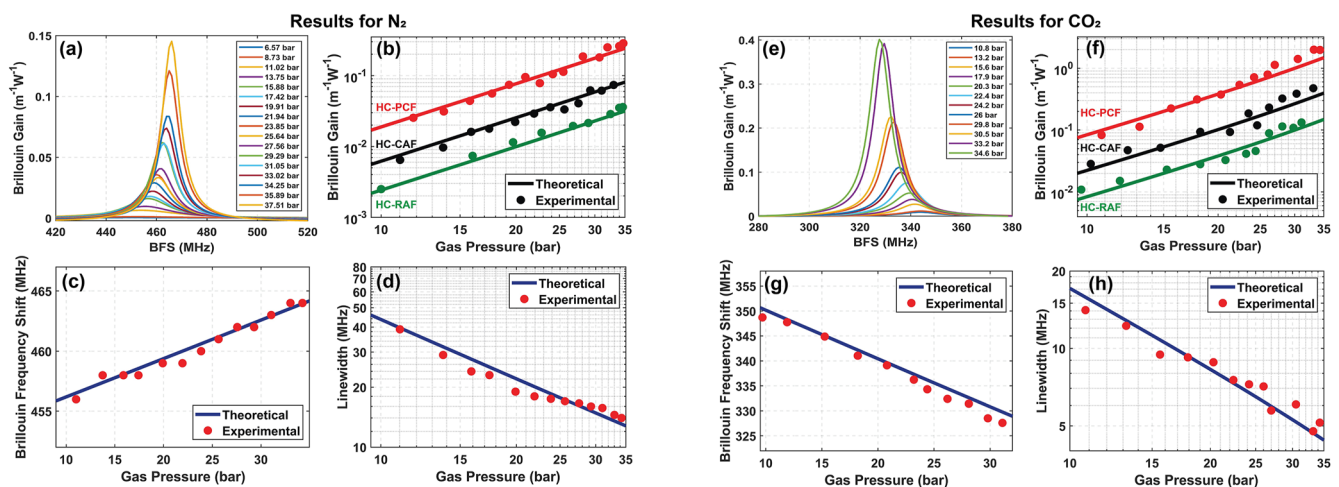 Results for N₂
(a)
Brillouin Gain (m⁻¹W⁻¹)
0.15
0.1
0.05
0
420
440
460
480
500
520
BFS (MHz)
6.57 bar
8.73 bar
11.02 bar
13.75 bar
15.88 bar
17.42 bar
19.91 bar
21.94 bar
23.85 bar
25.64 bar
27.56 bar
29.29 bar
31.05 bar
33.02 bar
34.25 bar
35.89 bar
37.51 bar
(b)
Brillouin Gain (m⁻¹W⁻¹)
10⁻¹
10⁻²
10⁻³
HC-PCF
HC-CAF
HC-RAF
Theoretical
Experimental
10
15
20
25
30
35
Gas Pressure (bar)
(c)
Brillouin Frequency Shift (MHz)
465
460
455
Theoretical
Experimental
10
15
20
25
30
Gas Pressure (bar)
(d)
Linewidth (MHz)
80
70
60
50
40
30
20
10
Theoretical
Experimental
10
15
20
25
30
35
Gas Pressure (bar)
Results for CO₂
(e)
Brillouin Gain (m⁻¹W⁻¹)
0.4
0.3
0.2
0.1
0
280
300
320
340
360
380
BFS (MHz)
10.8 bar
13.2 bar
15.6 bar
17.9 bar
20.3 bar
22.4 bar
24.2 bar
26 bar
29.8 bar
30.5 bar
33.2 bar
34.6 bar
(f)
Brillouin Gain (m⁻¹W⁻¹)
10⁰
10⁻¹
10⁻²
HC-PCF
HC-CAF
HC-RAF
Theoretical
Experimental
10
15
20
25
30
35
Gas Pressure (bar)
(g)
Brillouin Frequency Shift (MHz)
355
350
345
340
335
330
325
Theoretical
Experimental
10
15
20
25
30
Gas Pressure (bar)
(h)
Linewidth (MHz)
20
15
10
5
Theoretical
Experimental
10
15
20
25
30
35
Gas Pressure (bar)